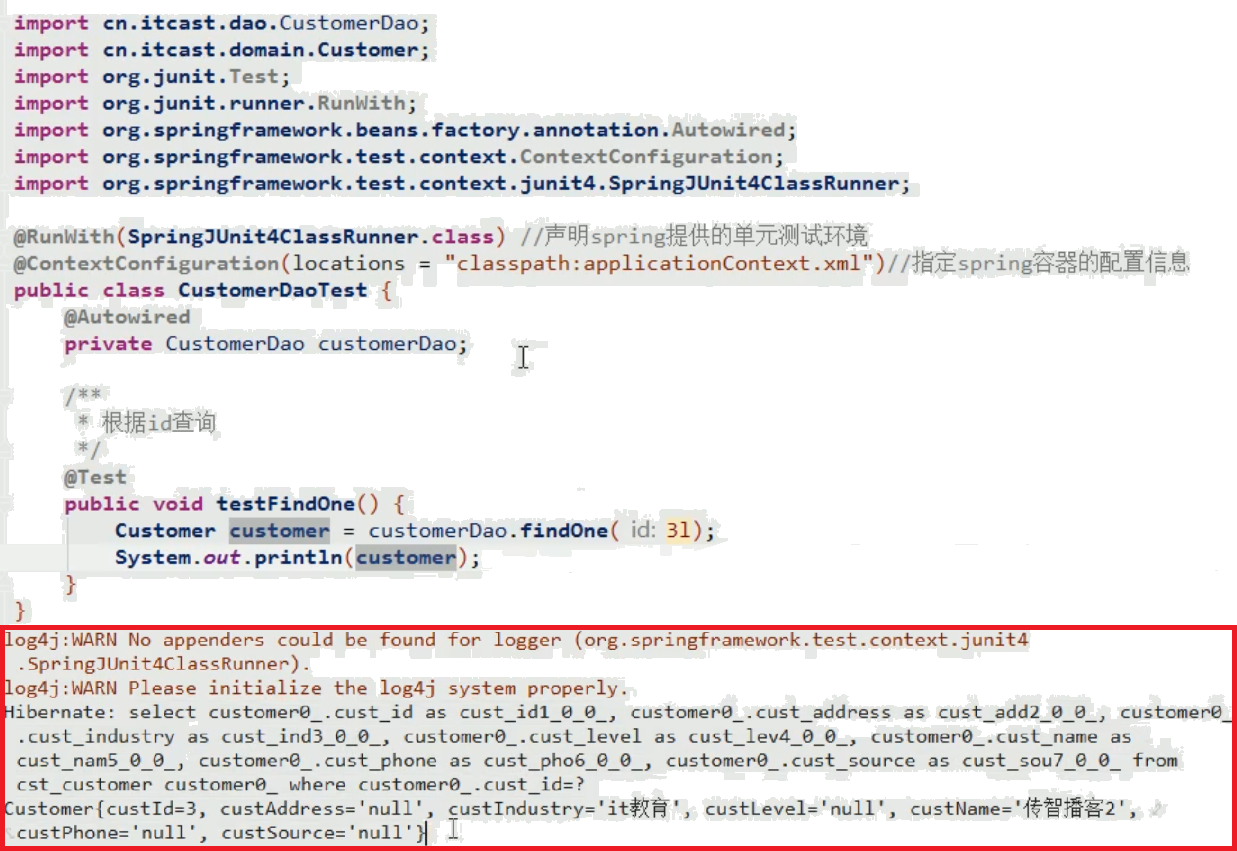 import cn.itcast.dao.CustomerDao;
import cn.itcast.domain.Customer;
import org.junit.Test;
import org.junit.runner.RunWith;
import org.springframework.beans.factory.annotation.Autowired;
import org.springframework.test.context.ContextConfiguration;
import org.springframework.test.context.junit4.SpringJUnit4ClassRunner;
@RunWith(SpringJUnit4ClassRunner.class) //声明spring提供的单元测试环境
@ContextConfiguration(locations = "classpath:applicationContext.xml")//指定spring容器的配置信息
public class CustomerDaoTest {
@Autowired
private CustomerDao customerDao;
/**
* 根据id查询
*/
@Test
public void testFindOne() {
Customer customer = customerDao.findOne( id: 3l);
System.out.println(customer);
}
}
log4j:WARN No appenders could be found for logger (org.springframework.test.context.junit4
.SpringJUnit4ClassRunner).
log4j:WARN Please initialize the log4j system properly.
Hibernate: select customer0_.cust_id as cust_id1_0_0_, customer0_.cust_address as cust_add2_0_0_, customer0_
.cust_industry as cust_ind3_0_0_, customer0_.cust_level as cust_lev4_0_0_, customer0_.cust_name as
cust_nam5_0_0_, customer0_.cust_phone as cust_pho6_0_0_, customer0_.cust_source as cust_sou7_0_0_ from
cst_customer customer0_ where customer0_.cust_id=?
Customer{custId=3, custAddress='null', custIndustry='it教育', custLevel='null', custName='传智播客2',
custPhone='null', custSource='null'}